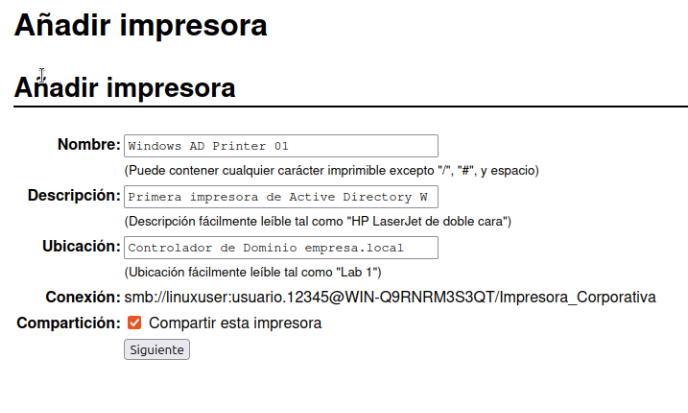 Añadir impresora
Añadir impresora
Nombre: Windows AD Printer 01
(Puede contener cualquier carácter imprimible excepto "/", "#", y espacio)
Descripción: Primera impresora de Active Directory W
(Descripción fácilmente leíble tal como "HP LaserJet de doble cara")
Ubicación: Controlador de Dominio empresa.local
(Ubicación fácilmente leíble tal como "Lab 1")
Conexión: smb://linuxuser:usuario.12345@WIN-Q9RNRM3S3QT/Impresora_Corporativa
Compartición: Compartir esta impresora
Siguiente